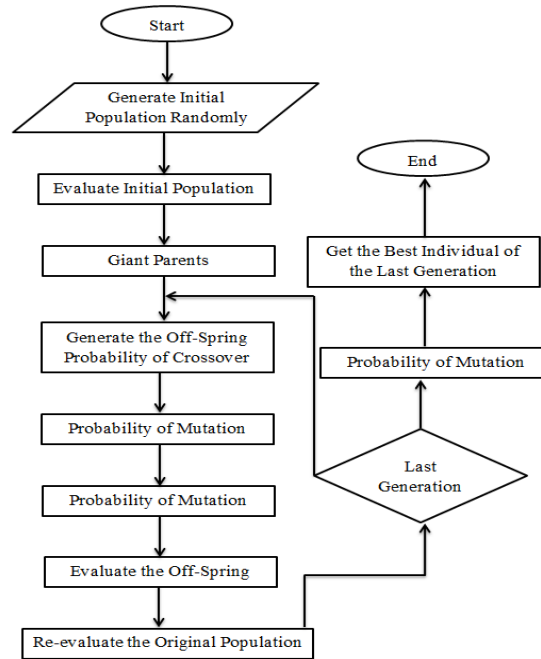 Start
Generate Initial
Population Randomly
Evaluate Initial Population
Giant Parents
Generate the Off-Spring
Probability of Crossover
Probability of Mutation
Probability of Mutation
Evaluate the Off-Spring
Re-evaluate the Original Population
Last
Generation
Probability of Mutation
Get the Best Individual of
the Last Generation
End